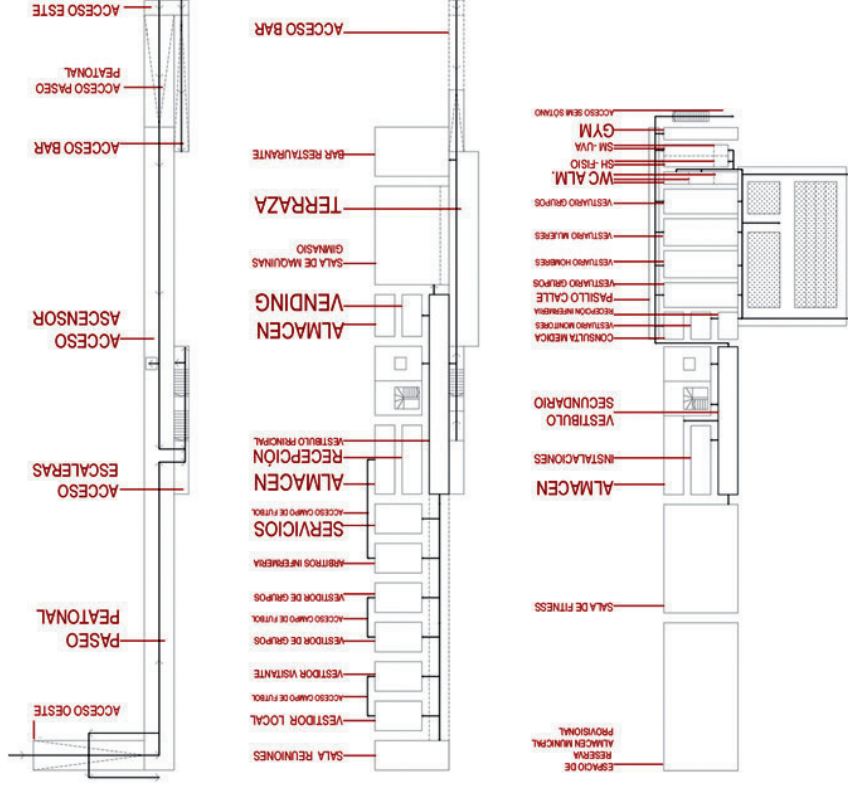 ESPACIO DE
RESERVA
ALMACEN MUNICIPAL
PROVISIONAL
SALA DE FITNESS
ALMACEN
INSTALACIONES
VESTIBULO
SECUNDARIO
CONSULTA MEDICA
VESTUARIO MONITORES
RECEPCIÓN INFERMERIA
PASILLO CALLE
VESTUARIO GRUPOS
VESTUARIO HOMBRES
VESTUARIO MUJERES
VESTUARIO GRUPOS
WC ALM.
SH-FISIO
SM-UVA
GYM
ACCESO SEMI SÓTANO
SALA REUNIONES
VESTIDOR LOCAL
ACCESO CAMPO DE FUTBOL
VESTIDOR VISITANTE
VESTIDOR DE GRUPOS
ACCESO CAMPO DE FUTBOL
VESTIDOR DE GRUPOS
ARBITROS INFERMERIA
SERVICIOS
ACCESO CAMPO DE FUTBOL
ALMACEN
RECEPCIÓN
VESTIBULO PRINCIPAL
ALMACEN
VENDING
SALA DE MAQUINAS
GIMNASIO
TERRAZA
BAR RESTAURANTE
ACCESO BAR
ACCESO OESTE
PASEO
PEATONAL
ACCESO
ESCALERAS
ACCESO
ASCENSOR
ACCESO BAR
ACCESO PASEO
PEATONAL
ACCESO ESTE